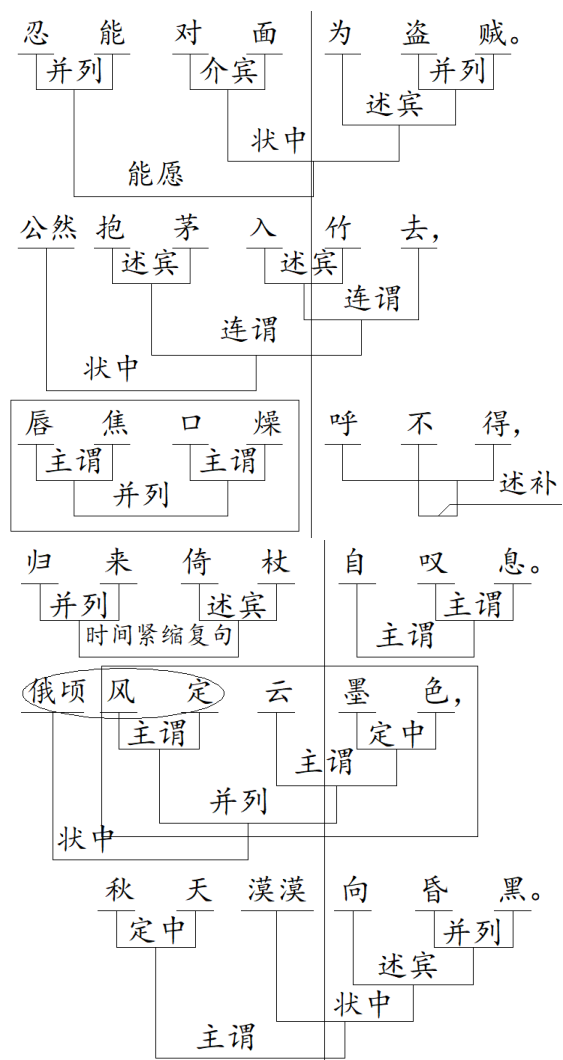 忍 能 对 面 为 盗 贼。
并列 介宾 并列
述宾
状中
能愿
公然 抱 茅 入 竹 去，
述宾 述宾
连谓
连谓
状中
唇 焦 口 燥 呼 不 得，
主谓 主谓
并列 述补
归 来 倚 杖 自 叹 息。
并列 述宾 主谓
时间紧缩复句 主谓
俄顷 风 定 云 墨 色，
主谓 定中
主谓
并列
状中
秋 天 漠漠 向 昏 黑。
定中 并列
述宾
状中
主谓